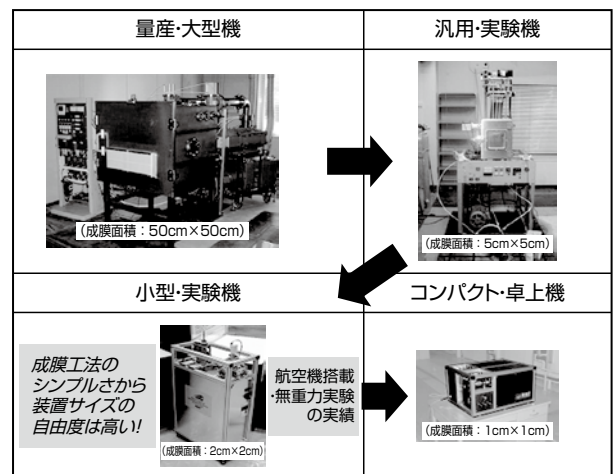 量産・大型機
汎用・実験機
(成膜面積:50cm×50cm)
(成膜面積:5cm×5cm)
小型・実験機
コンパクト・卓上機
成膜工法の
シンプルさから
装置サイズの
自由度は高い!
(成膜面積:2cm×2cm)
航空機搭載
・無重力実験
の実績
(成膜面積:1cm×1cm)